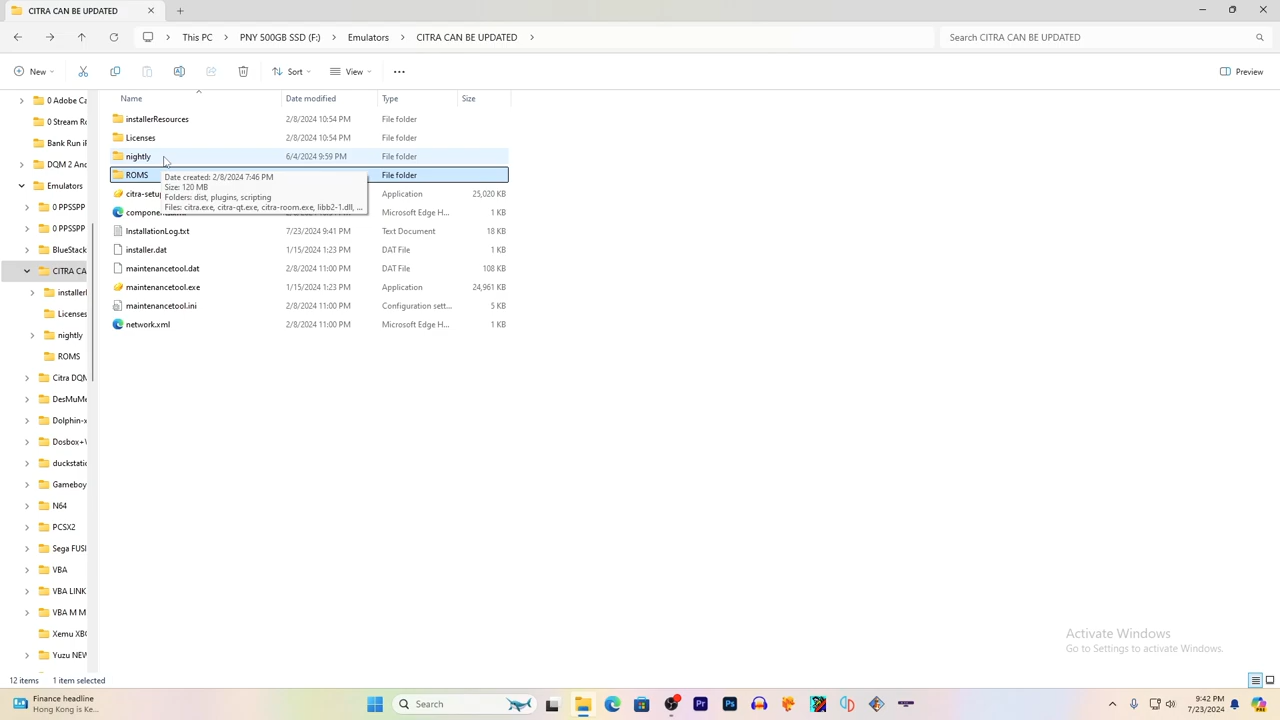 CITRA CAN BE UPDATED
This PC > PNY 500GB SSD (F:) > Emulators > CITRA CAN BE UPDATED >
Search CITRA CAN BE UPDATED
New
Sort
View
Preview
Name
Date modified
Type
Size
installerResources 2/8/2024 10:54 PM File folder
Licenses 2/8/2024 10:54 PM File folder
nightly 6/4/2024 9:59 PM File folder
ROMS File folder
citra-setup Application 25,020 KB
Microsoft Edge H... 1 KB
InstallationLog.txt 7/23/2024 9:41 PM Text Document 18 KB
installer.dat 1/15/2024 1:23 PM DAT File 1 KB
maintenancetool.dat 2/8/2024 11:00 PM DAT File 108 KB
maintenancetool.exe 1/15/2024 1:23 PM Application 24,961 KB
maintenancetool.ini 2/8/2024 11:00 PM Configuration sett... 5 KB
network.xml 2/8/2024 11:00 PM Microsoft Edge H... 1 KB
Date created: 2/8/2024 7:46 PM
Size: 120 MB
Folders: dist, plugins, scripting
Files: citra.exe, citra-qt.exe, citra-room.exe, libb2-1.dll, ...
0 Adobe Ca
0 Stream Ro
Bank Run iP
DQM 2 And
Emulators
0 PPSSPP
0 PPSSPP
BlueStack
CITRA CA
installerI
Licenses
nightly
ROMS
Citra DQM
DesMuMe
Dolphin-x
Dosbox+W
duckstatio
Gameboy
N64
PCSX2
Sega FUSI
VBA
VBA LINK
VBA M M
Xemu XBO
Yuzu NEW
12 items 1 item selected
Activate Windows
Go to Settings to activate Windows.
Finance headline
Hong Kong is Ke...
Search
9:42 PM
7/23/2024